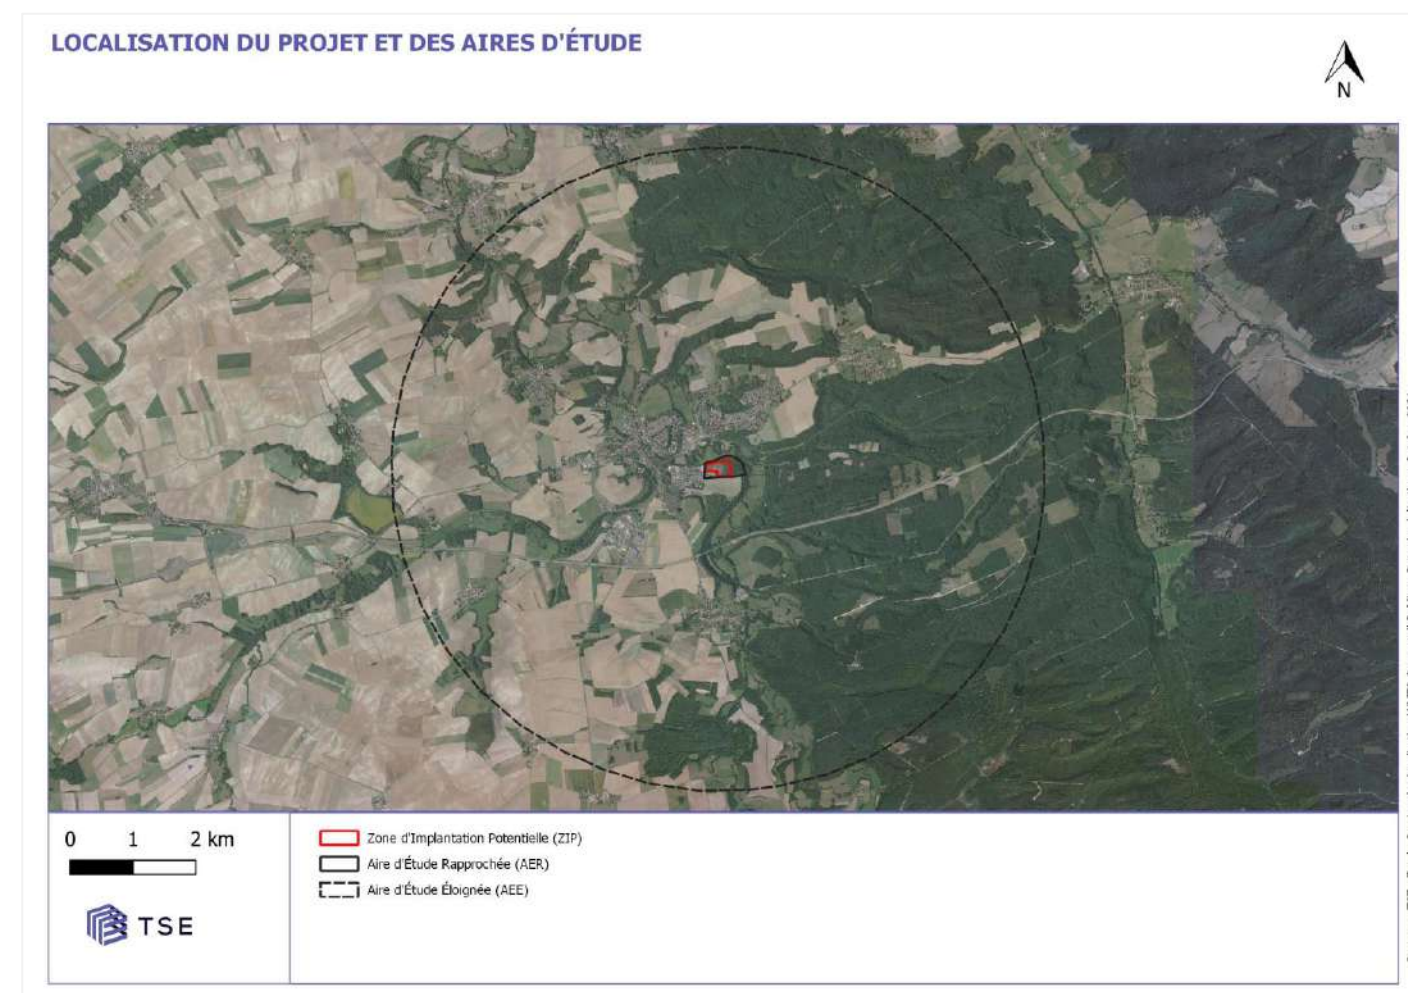 LOCALISATION DU PROJET ET DES AIRES D'ÉTUDE
N
0 1 2 km
TSE
Zone d'Implantation Potentielle (ZIP)
Aire d'Étude Rapprochée (AER)
Aire d'Étude Éloignée (AEE)